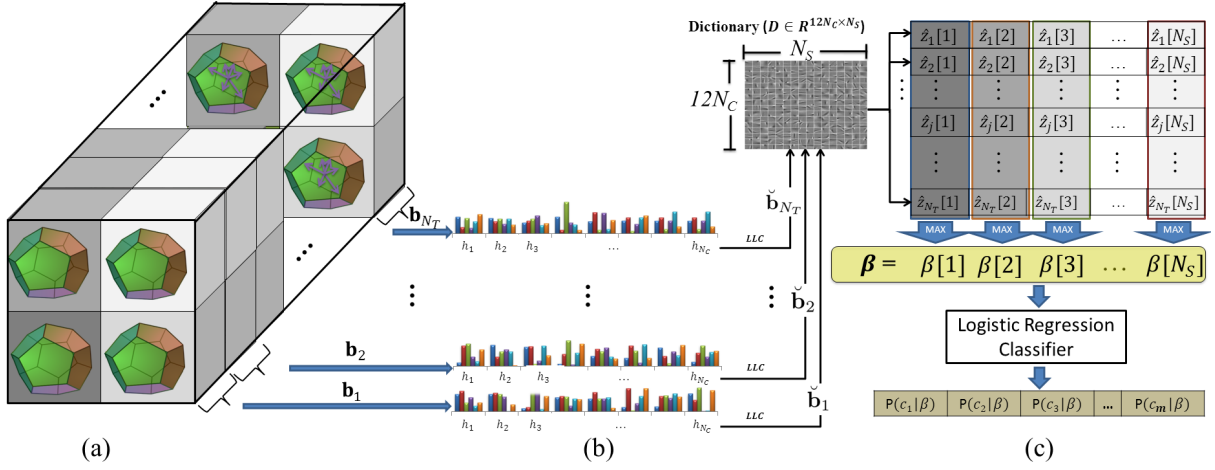 Dictionary (D ∈ R^{12N_C×N_S})
N_S
12N_C
ẑ_1[1] ẑ_1[2] ẑ_1[3] … ẑ_1[N_S]
ẑ_2[1] ẑ_2[2] ẑ_2[3] … ẑ_2[N_S]
⋮ ⋮ ⋮ ⋮ ⋮
ẑ_j[1] ẑ_j[2] ẑ_j[3] … ẑ_j[N_S]
⋮ ⋮ ⋮ ⋮
ẑ_{N_T}[1] ẑ_{N_T}[2] ẑ_{N_T}[3] … ẑ_{N_T}[N_S]
MAX MAX MAX MAX
β = β[1] β[2] β[3] … β[N_S]
Logistic Regression
Classifier
P(c_1|β) P(c_2|β) P(c_3|β) ... P(c_m|β)
…
…
b_{N_T}
h_1 h_2 h_3 … h_{N_C}
LLC
b̆_{N_T}
⋮ ⋮ ⋮
b_2
h_1 h_2 h_3 … h_{N_C}
LLC
b̆_2
b_1
h_1 h_2 h_3 … h_{N_C}
LLC
b̆_1
(a) (b) (c)